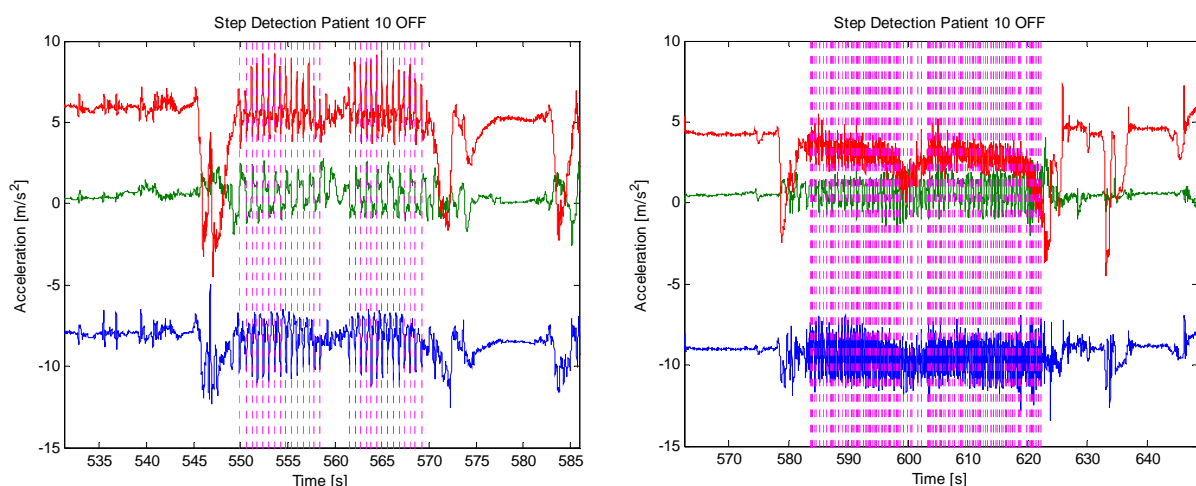 Step Detection Patient 10 OFF
10
5
0
-5
-10
-15
Acceleration [m/s2]
535 540 545 550 555 560 565 570 575 580 585
Time [s]
Step Detection Patient 10 OFF
10
5
0
-5
-10
-15
Acceleration [m/s2]
570 580 590 600 610 620 630 640
Time [s]